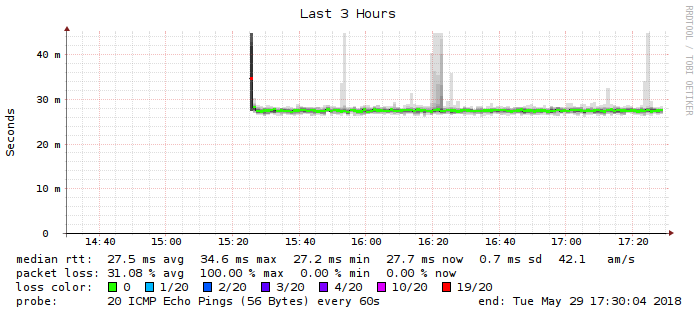 Last 3 Hours
RRDTOOL / TOBI OETIKER
Seconds
40 m
30 m
20 m
10 m
0
14:40 15:00 15:20 15:40 16:00 16:20 16:40 17:00 17:20
median rtt: 27.5 ms avg 34.6 ms max 27.2 ms min 27.7 ms now 0.7 ms sd 42.1 am/s
packet loss: 31.08 % avg 100.00 % max 0.00 % min 0.00 % now
loss color: 0 1/20 2/20 3/20 4/20 10/20 19/20
probe: 20 ICMP Echo Pings (56 Bytes) every 60s end: Tue May 29 17:30:04 2018